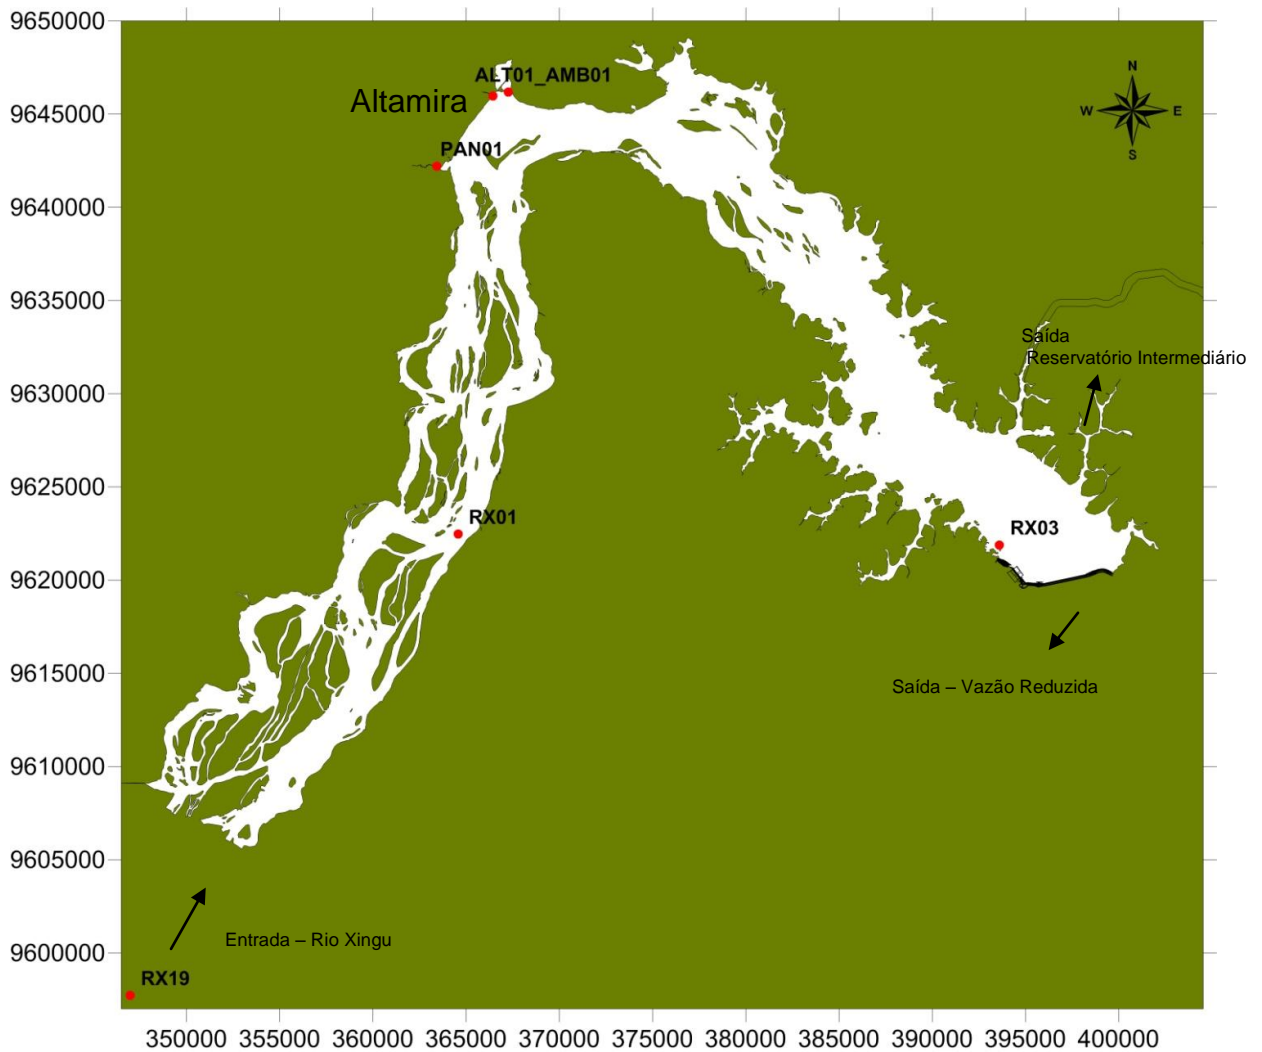 9650000
N
ALT01_AMB01
Altamira
9645000
W
E
S
PAN01
9640000
9635000
Saída
Reservatório Intermediário
9630000
9625000
RX01
RX03
9620000
9615000
Saída – Vazão Reduzida
9610000
9605000
Entrada – Rio Xingu
9600000
RX19
350000
355000
360000
365000
370000
375000
380000
385000
390000
395000
400000